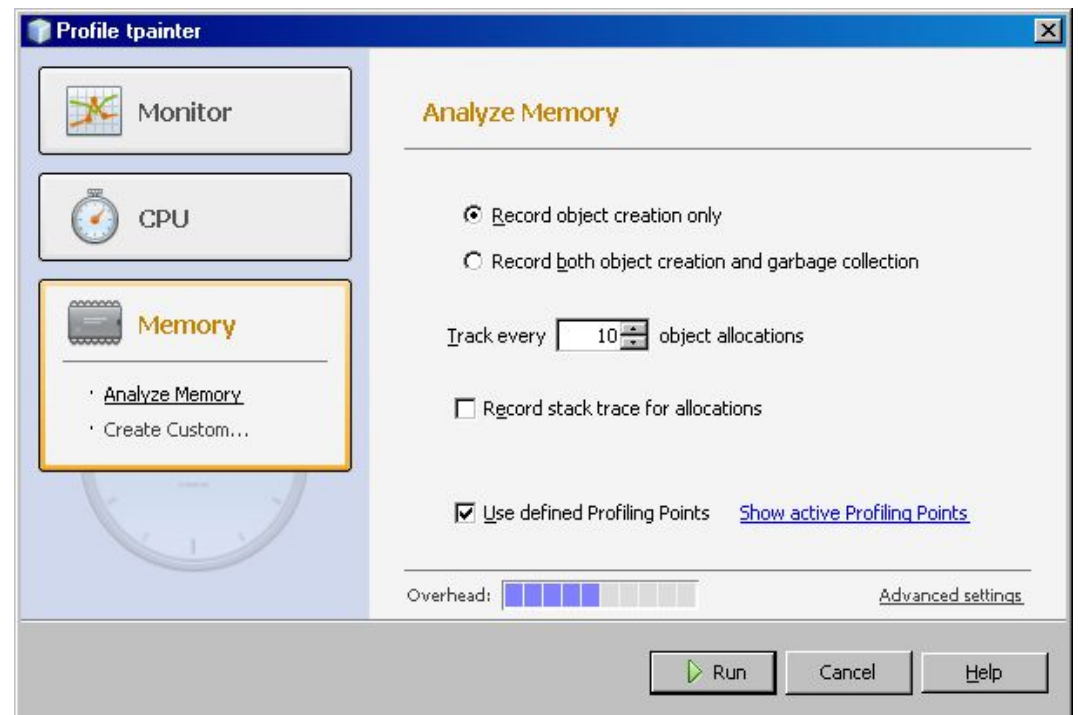 Profile tpainter
Monitor
CPU
Memory
Analyze Memory
Create Custom...
Analyze Memory
Record object creation only
Record both object creation and garbage collection
Track every 10 object allocations
Record stack trace for allocations
Use defined Profiling Points Show active Profiling Points
Overhead: Advanced settings
Run Cancel Help